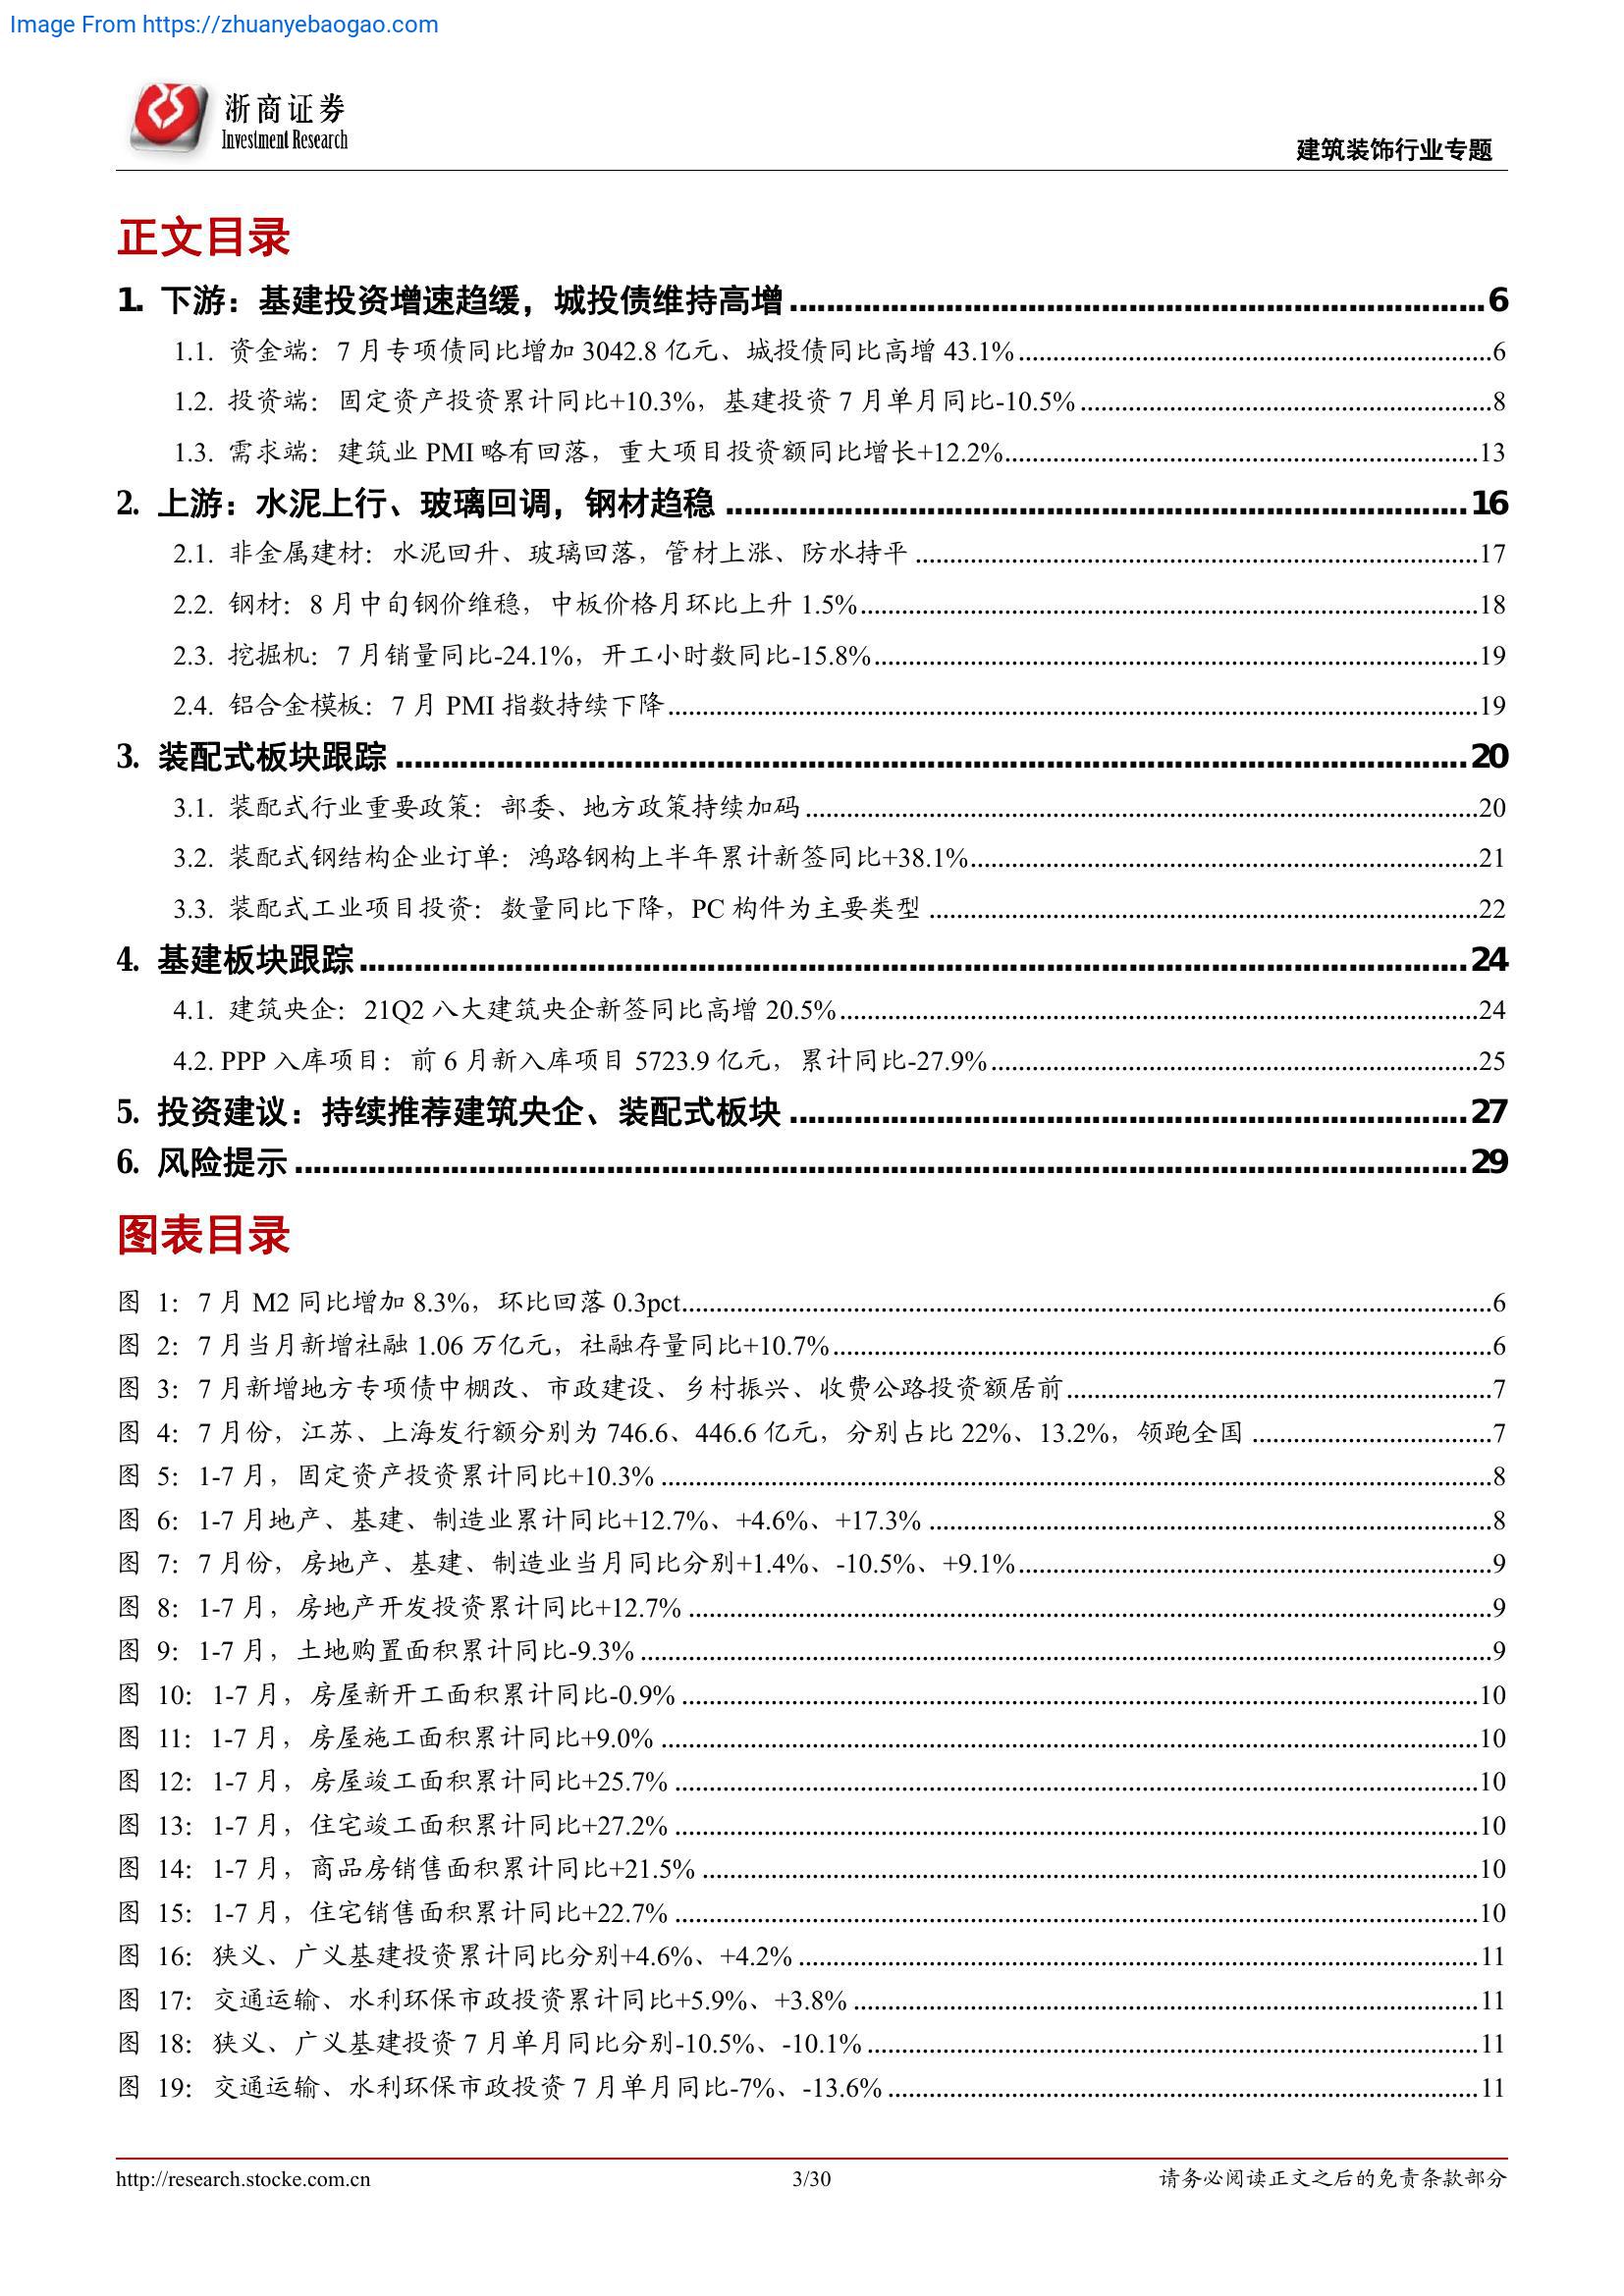 Image From https://zhuanyebaogao.com
浙商证券
Investment Research
建筑装饰行业专题
正文目录
1. 下游：基建投资增速趋缓，城投债维持高增......6
1.1. 资金端：7 月专项债同比增加 3042.8 亿元、城投债同比高增 43.1%......6
1.2. 投资端：固定资产投资累计同比+10.3%，基建投资 7 月单月同比-10.5%......8
1.3. 需求端：建筑业 PMI 略有回落，重大项目投资额同比增长+12.2%......13
2. 上游：水泥上行、玻璃回调，钢材趋稳......16
2.1. 非金属建材：水泥回升、玻璃回落，管材上涨、防水持平......17
2.2. 钢材：8 月中旬钢价维稳，中板价格月环比上升 1.5%......18
2.3. 挖掘机：7 月销量同比-24.1%，开工小时数同比-15.8%......19
2.4. 铝合金模板：7 月 PMI 指数持续下降......19
3. 装配式板块跟踪......20
3.1. 装配式行业重要政策：部委、地方政策持续加码......20
3.2. 装配式钢结构企业订单：鸿路钢构上半年累计新签同比+38.1%......21
3.3. 装配式工业项目投资：数量同比下降，PC 构件为主要类型......22
4. 基建板块跟踪......24
4.1. 建筑央企：21Q2 八大建筑央企新签同比高增 20.5%......24
4.2. PPP 入库项目：前 6 月新入库项目 5723.9 亿元，累计同比-27.9%......25
5. 投资建议：持续推荐建筑央企、装配式板块......27
6. 风险提示......29
图表目录
图 1：7 月 M2 同比增加 8.3%，环比回落 0.3pct......6
图 2：7 月当月新增社融 1.06 万亿元，社融存量同比+10.7%......6
图 3：7 月新增地方专项债中棚改、市政建设、乡村振兴、收费公路投资额居前......7
图 4：7 月份，江苏、上海发行额分别为 746.6、446.6 亿元，分别占比 22%、13.2%，领跑全国......7
图 5：1-7 月，固定资产投资累计同比+10.3%......8
图 6：1-7 月地产、基建、制造业累计同比+12.7%、+4.6%、+17.3%......8
图 7：7 月份，房地产、基建、制造业当月同比分别+1.4%、-10.5%、+9.1%......9
图 8：1-7 月，房地产开发投资累计同比+12.7%......9
图 9：1-7 月，土地购置面积累计同比-9.3%......9
图 10：1-7 月，房屋新开工面积累计同比-0.9%......10
图 11：1-7 月，房屋施工面积累计同比+9.0%......10
图 12：1-7 月，房屋竣工面积累计同比+25.7%......10
图 13：1-7 月，住宅竣工面积累计同比+27.2%......10
图 14：1-7 月，商品房销售面积累计同比+21.5%......10
图 15：1-7 月，住宅销售面积累计同比+22.7%......10
图 16：狭义、广义基建投资累计同比分别+4.6%、+4.2%......11
图 17：交通运输、水利环保市政投资累计同比+5.9%、+3.8%......11
图 18：狭义、广义基建投资 7 月单月同比分别-10.5%、-10.1%......11
图 19：交通运输、水利环保市政投资 7 月单月同比-7%、-13.6%......11
http://research.stocke.com.cn
3/30
请务必阅读正文之后的免责条款部分